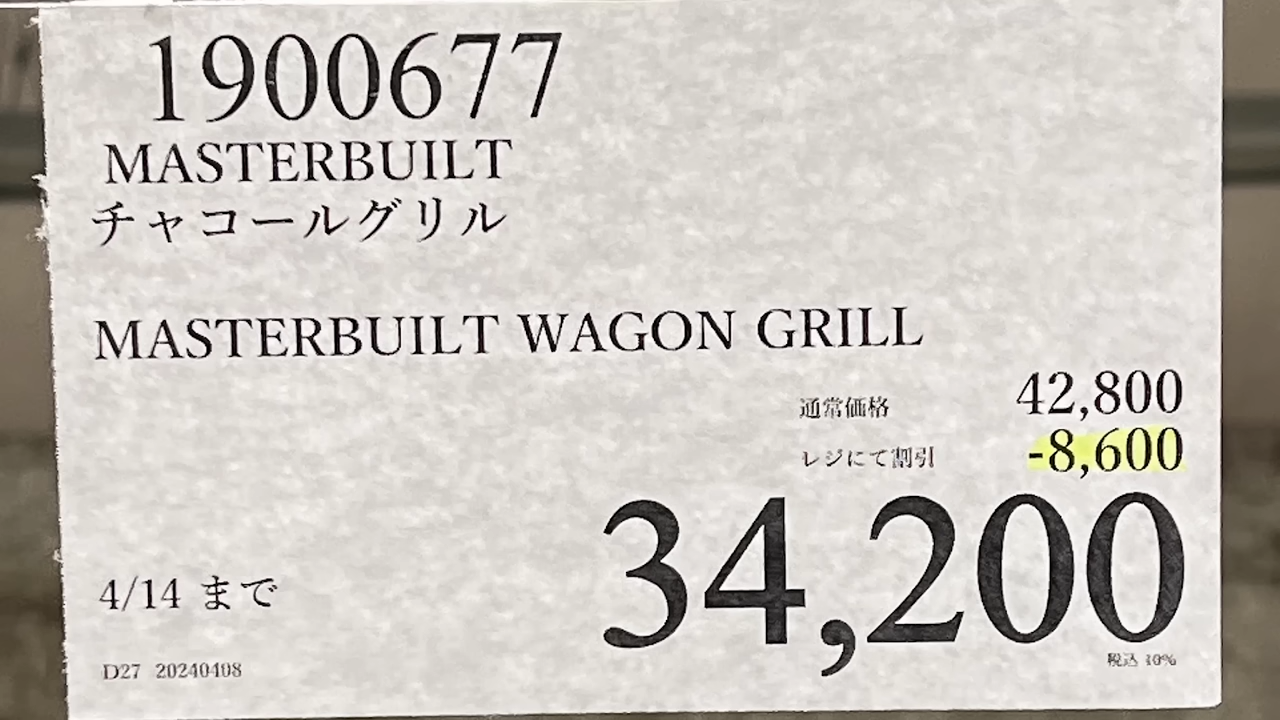 1900677
MASTERBUILT
チャコールグリル
MASTERBUILT WAGON GRILL
通常価格 42,800
レジにて割引 -8,600
34,200
4/14 まで
税込 10%
D27 20240408